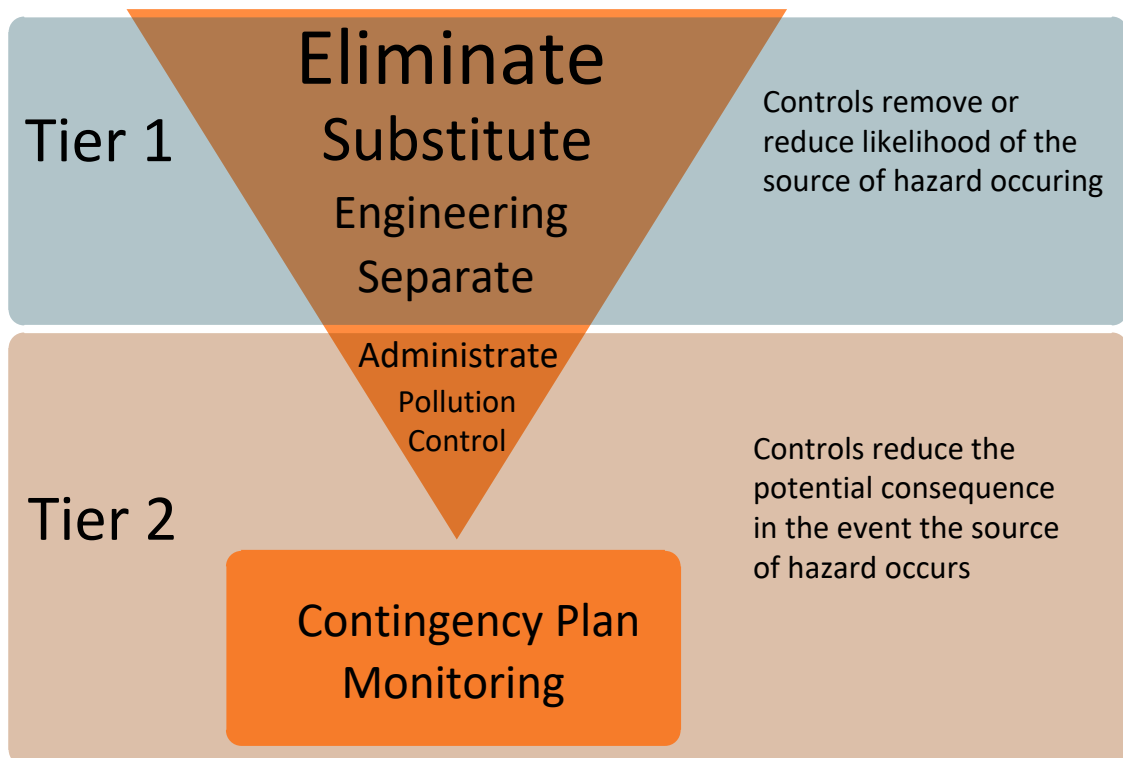 Tier 1
Eliminate
Substitute
Engineering
Separate
Controls remove or
reduce likelihood of the
source of hazard occuring
Tier 2
Administrate
Pollution
Control
Contingency Plan
Monitoring
Controls reduce the
potential consequence
in the event the source
of hazard occurs